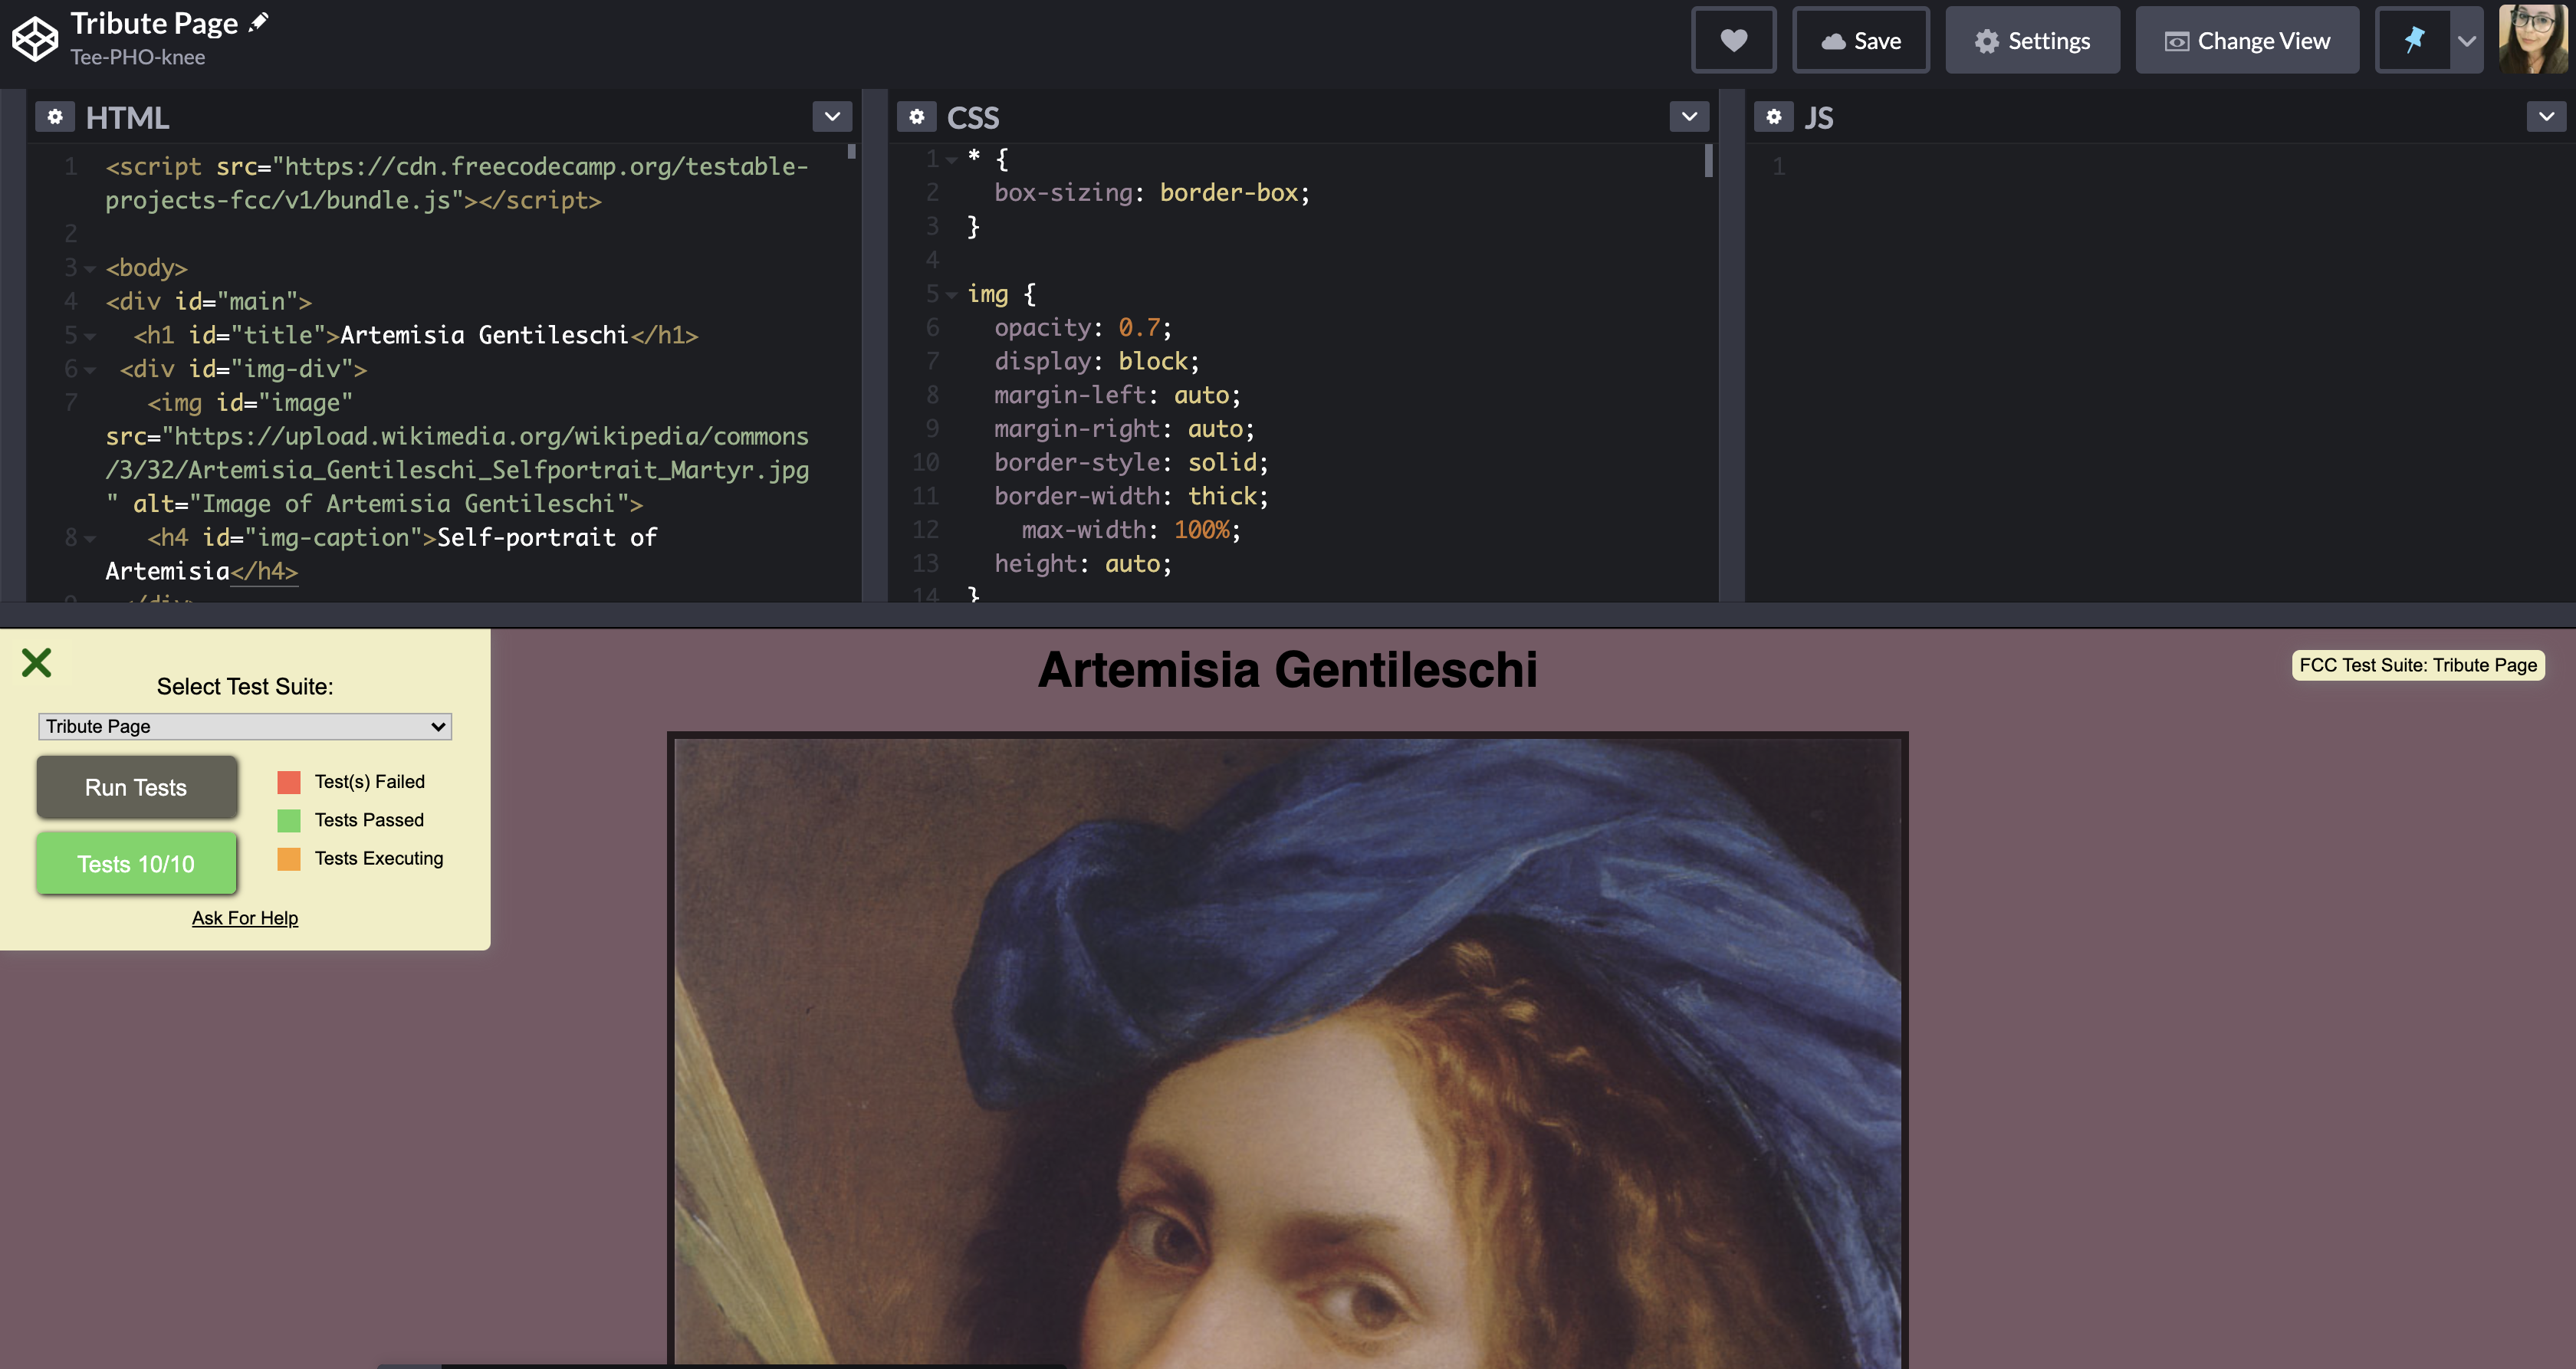 Tribute Page
Tee-PHO-knee
Save
Settings
Change View
HTML
1 <script src="https://cdn.freecodecamp.org/testable-
projects-fcc/v1/bundle.js"></script>
2
3 <body>
4 <div id="main">
5 <h1 id="title">Artemisia Gentileschi</h1>
6 <div id="img-div">
7 <img id="image"
src="https://upload.wikimedia.org/wikipedia/commons
/3/32/Artemisia_Gentileschi_Selfportrait_Martyr.jpg
" alt="Image of Artemisia Gentileschi">
8 <h4 id="img-caption">Self-portrait of
Artemisia</h4>
CSS
1 * {
2 box-sizing: border-box;
3 }
4
5 img {
6 opacity: 0.7;
7 display: block;
8 margin-left: auto;
9 margin-right: auto;
10 border-style: solid;
11 border-width: thick;
12 max-width: 100%;
13 height: auto;
14 }
JS
1
Select Test Suite:
Tribute Page
Run Tests
Tests 10/10
Test(s) Failed
Tests Passed
Tests Executing
Ask For Help
Artemisia Gentileschi
FCC Test Suite: Tribute Page